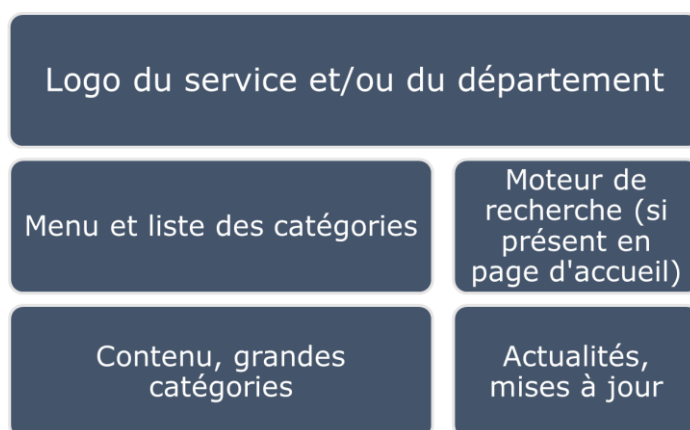 Logo du service et/ou du département
Menu et liste des catégories
Moteur de
recherche (si
présent en
page d'accueil)
Contenu, grandes
catégories
Actualités,
mises à jour